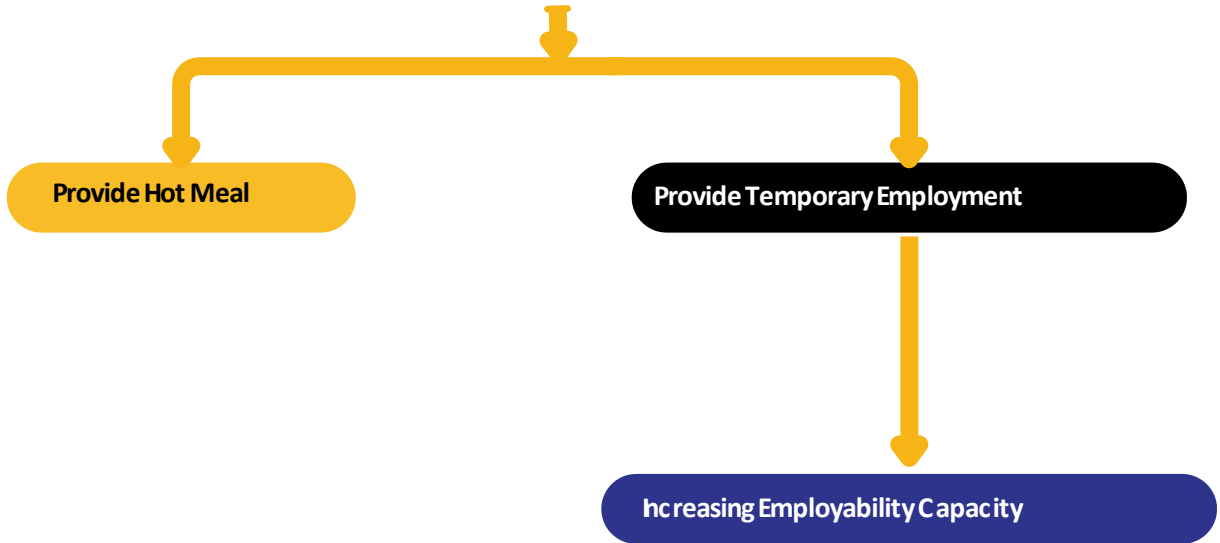 Provide Hot Meal
Provide Temporary Employment
Increasing Employability Capacity